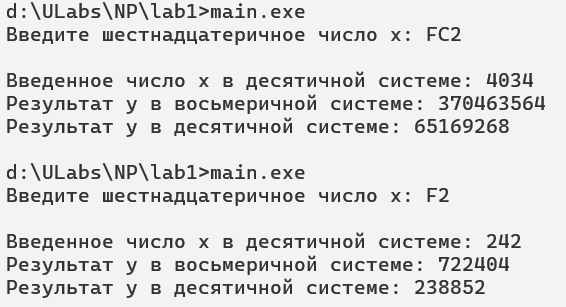 d:\ULabs\NP\lab1>main.exe
Введите шестнадцатеричное число x: FC2
Введенное число x в десятичной системе: 4034
Результат y в восьмеричной системе: 370463564
Результат y в десятичной системе: 65169268
d:\ULabs\NP\lab1>main.exe
Введите шестнадцатеричное число x: F2
Введенное число x в десятичной системе: 242
Результат y в восьмеричной системе: 722404
Результат y в десятичной системе: 238852